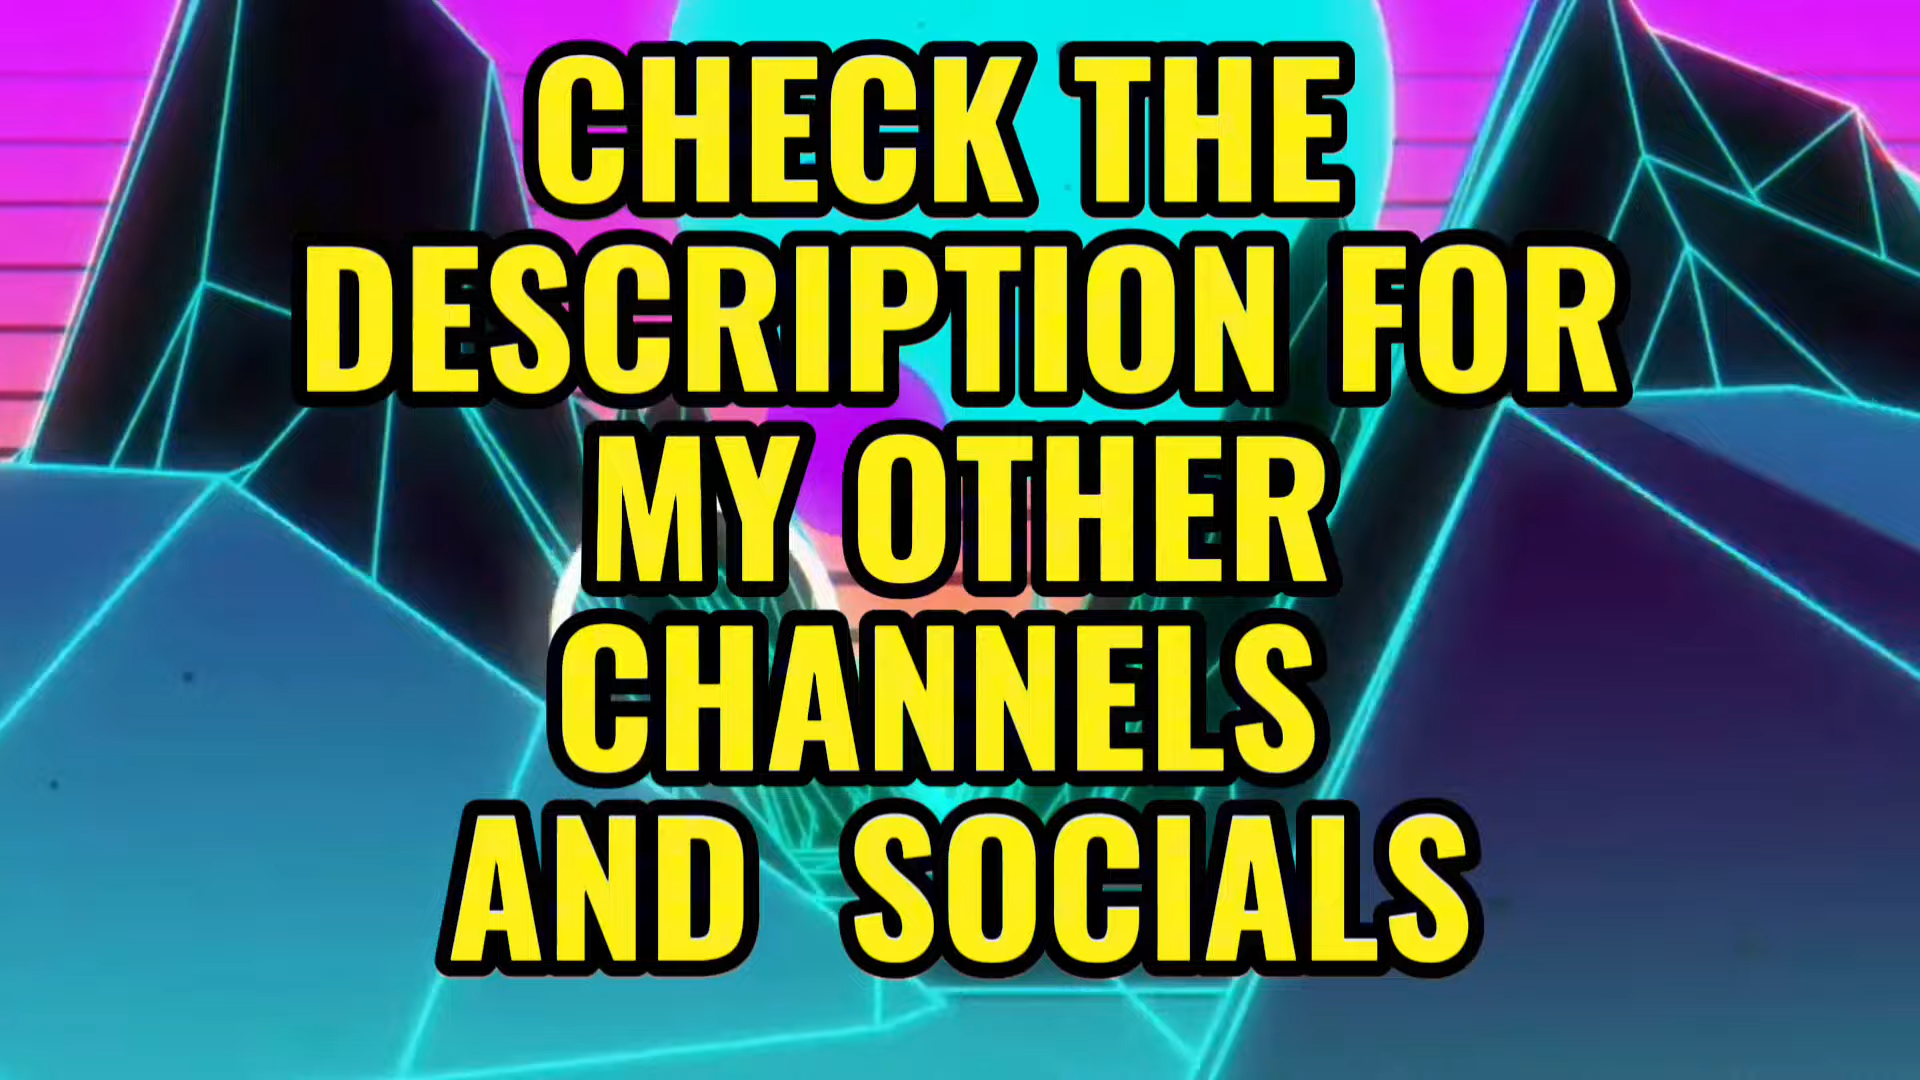 CHECK THE
DESCRIPTION FOR
MY OTHER
CHANNELS
AND SOCIALS